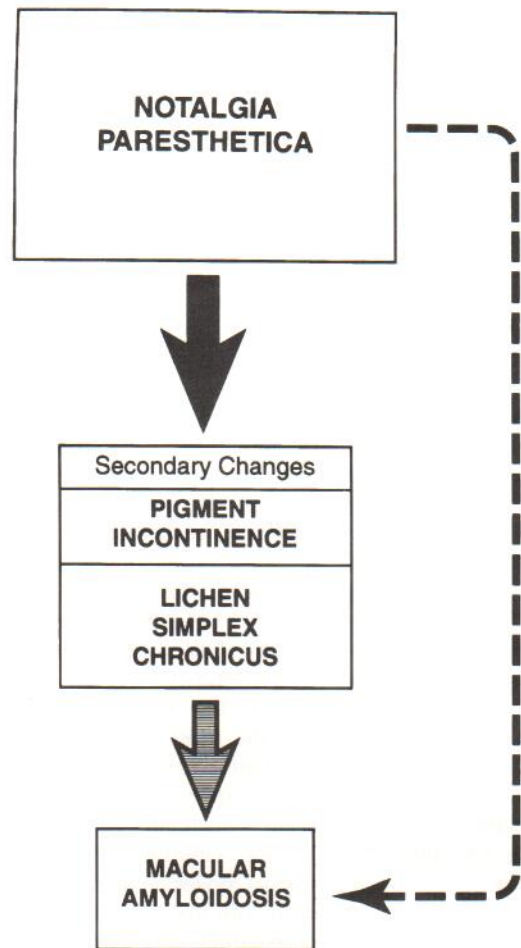 NOTALGIA
PARESTHETICA
Secondary Changes
PIGMENT
INCONTINENCE
LICHEN
SIMPLEX
CHRONICUS
MACULAR
AMYLOIDOSIS